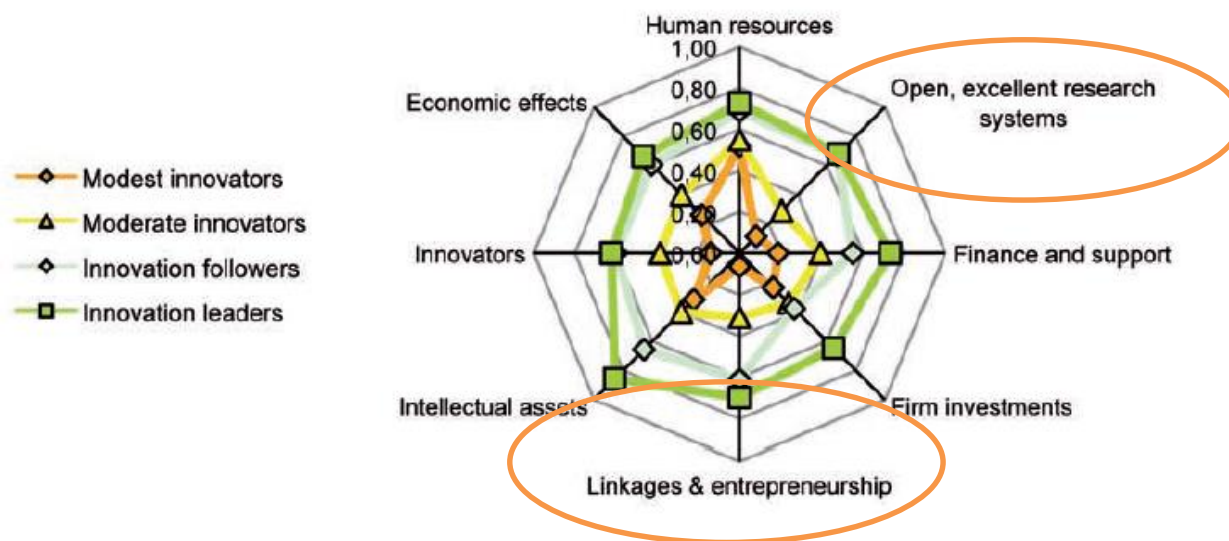 Human resources
1,00
0,80
0,60
0,40
Economic effects
Open, excellent research
systems
Modest innovators
Moderate innovators
Innovation followers
Innovation leaders
Innovators
Finance and support
Intellectual assets
Firm investments
Linkages & entrepreneurship